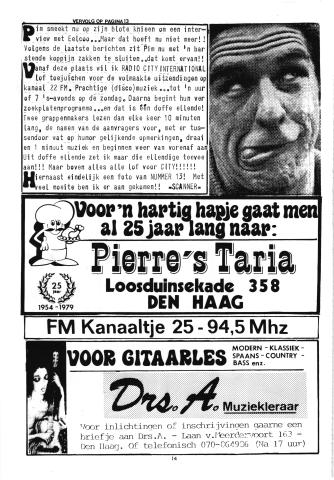 VERVOLG OP PAGINA 13
Pim smeekt nu op zijn blote knieen om een inter-
view met Eelco... Maar dat hoeft nu niet meer!!
Volgens de laatste berichten zit Pim nu met 'n bar-
stende koppijn zakken te sluiten..dat komt ervan!!
Vanaf deze plaats wil ik RADIO CITY INTERNATIONAL
lof toejuichen voor de volmaakte uitzendingen op
kanaal 22 FM. Prachtige (disco)muziek...tot 'n uur
of 7 's-avonds op de zondag. Daarna begint hun ver
zoekplatenprogramma...en dat is één doffe ellende!
Twee grappenmakers lezen dan elke keer 10 minuten
lang, de namen van de aanvragers voor, met er tus-
sendoor wat op humor gelijkende opmerkingen, draai-
en 1 minuut muziek en beginnen weer van vorenaf aan
Uit doffe ellende zet ik maar die ellendige teevee
aan!!! Maar boven alles alle lof voor CITY!!!!!!
Hiernaast eindelijk een foto van NUMMER 13! Met
veel moeite ben ik er aan gekomen!! -SCANNER-
Voor'n hartig hapje gaat men
al 25 jaar lang naar:
Pierre's Taria
Loosduinsekade 358
DEN HAAG
25
jaar
1954-1979
FM Kanaaltje 25 - 94,5 Mhz
VOOR GITAARLES
MODERN - KLASSIEK-
SPAANS - COUNTRY -
BASS enz.
Drs. A. Muziekleraar
Voor inlichtingen of inschrijvingen gaarne een
briefje aan Drs.A. - Laan v.Meerdervoort 163 -
Den Haag. Of telefonisch 070-064906 (Na 17 uur)
14